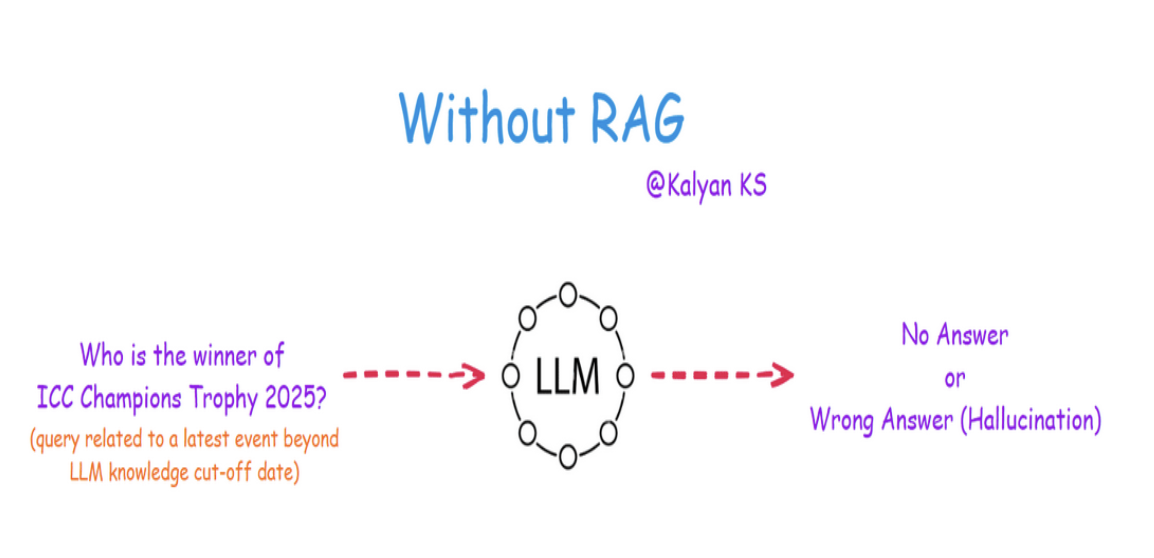 Without RAG
@Kalyan KS
Who is the winner of
ICC Champions Trophy 2025?
(query related to a latest event beyond
LLM knowledge cut-off date)
LLM
No Answer
or
Wrong Answer (Hallucination)